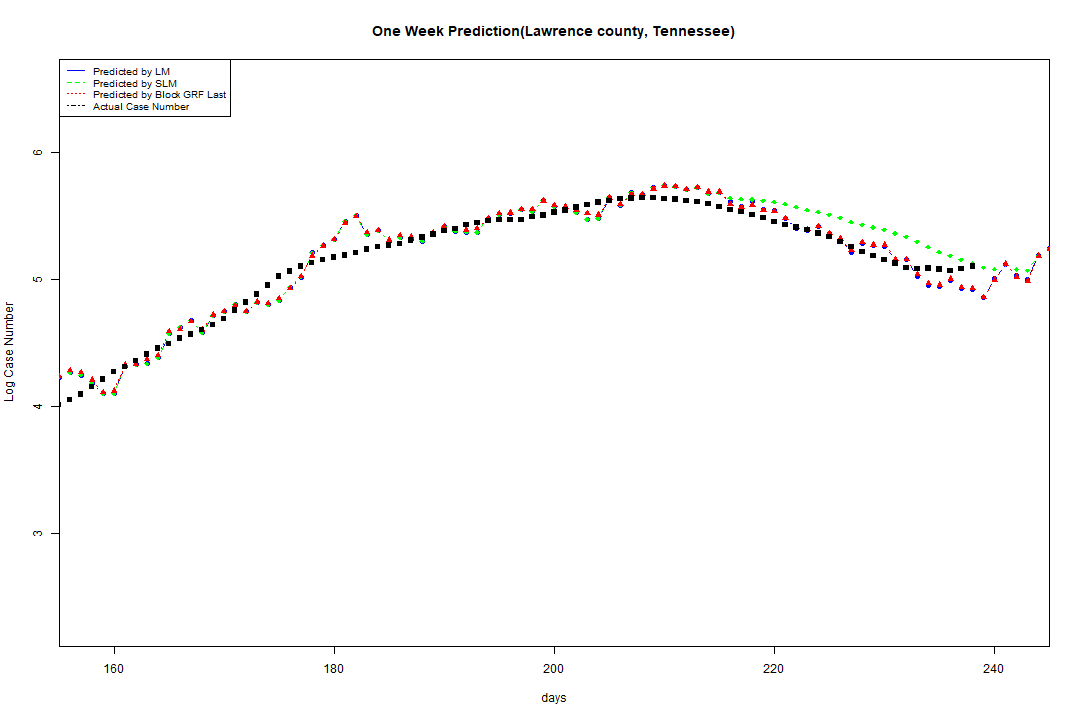 One Week Prediction(Lawrence county, Tennessee)
Predicted by LM
Predicted by SLM
Predicted by Block GRF Last
Actual Case Number
6
5
4
3
Log Case Number
160 180 200 220 240
days